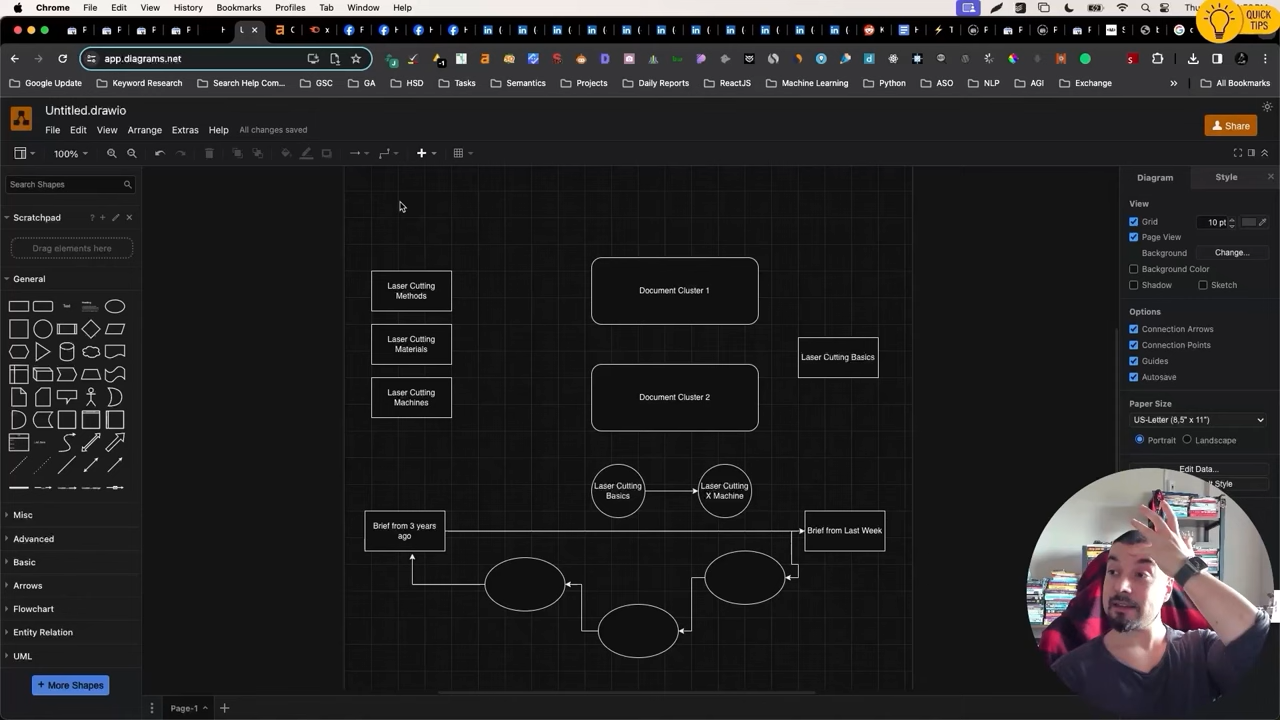 Chrome File Edit View History Bookmarks Profiles Tab Window Help
QUICK
TIPS
app.diagrams.net
Google Update Keyword Research Search Help Com... GSC GA HSD Tasks Semantics Projects Daily Reports ReactJS Machine Learning Python ASO NLP AGI Exchange All Bookmarks
Untitled.drawio
File Edit View Arrange Extras Help All changes saved
Share
100%
Search Shapes
Scratchpad
Drag elements here
General
Misc
Advanced
Basic
Arrows
Flowchart
Entity Relation
UML
+ More Shapes
Laser Cutting
Methods
Laser Cutting
Materials
Laser Cutting
Machines
Document Cluster 1
Document Cluster 2
Laser Cutting Basics
Laser Cutting
Basics
Laser Cutting
X Machine
Brief from 3 years
ago
Brief from Last Week
Diagram Style
View
Grid 10 pt
Page View
Background Change...
Background Color
Shadow Sketch
Options
Connection Arrows
Connection Points
Guides
Autosave
Paper Size
US-Letter (8,5" x 11")
Portrait Landscape
Edit Data...
Style
Page-1